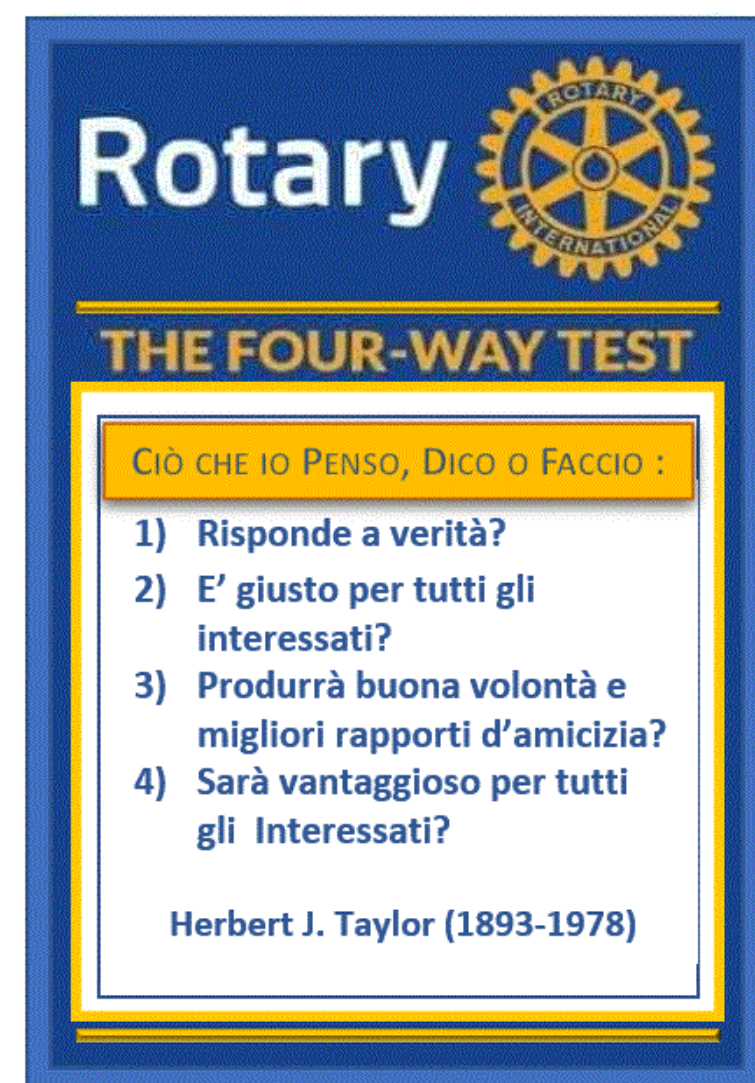 Rotary
ROTARY
INTERNATIONAL
THE FOUR-WAY TEST
CIÒ CHE IO PENSO, DICO O FACCIO :
1) Risponde a verità?
2) E’ giusto per tutti gli
interessati?
3) Produrrà buona volontà e
migliori rapporti d’amicizia?
4) Sarà vantaggioso per tutti
gli Interessati?
Herbert J. Taylor (1893-1978)